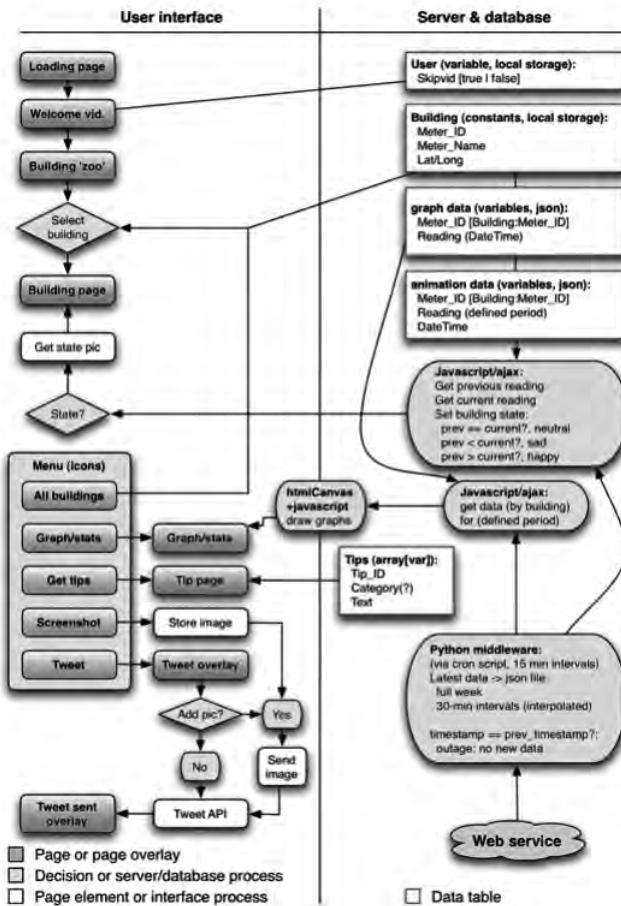 User interface
Server & database
Loading page
Welcome vid.
Building 'zoo'
Select
building
Building page
Get state pic
State?
User (variable, local storage):
Skipvid [true | false]
Building (constants, local storage):
Meter_ID
Meter_Name
Lat/Long
graph data (variables, json):
Meter_ID [Building:Meter_ID]
Reading (DateTime)
animation data (variables, json):
Meter_ID [Building:Meter_ID]
Reading (defined period)
DateTime
Javascript/ajax:
Get previous reading
Get current reading
Set building state:
prev == current?, neutral
prev < current?, sad
prev > current?, happy
Menu (icons)
All buildings
Graph/stats
Get tips
Screenshot
Tweet
htmlCanvas
+javascript
draw graphs
Javascript/ajax:
get data (by building)
for (defined period)
Graph/stats
Tip page
Tips (array[var]):
Tip_ID
Category(?)
Text
Store image
Tweet overlay
Add pic?
Yes
No
Send
image
Tweet API
Tweet sent
overlay
Python middleware:
(via cron script, 15 min intervals)
Latest data -> json file:
full week
30-min intervals (interpolated)
timestamp == prev_timestamp?:
outage: no new data
Web service
Page or page overlay
Decision or server/database process
Page element or interface process
Data table